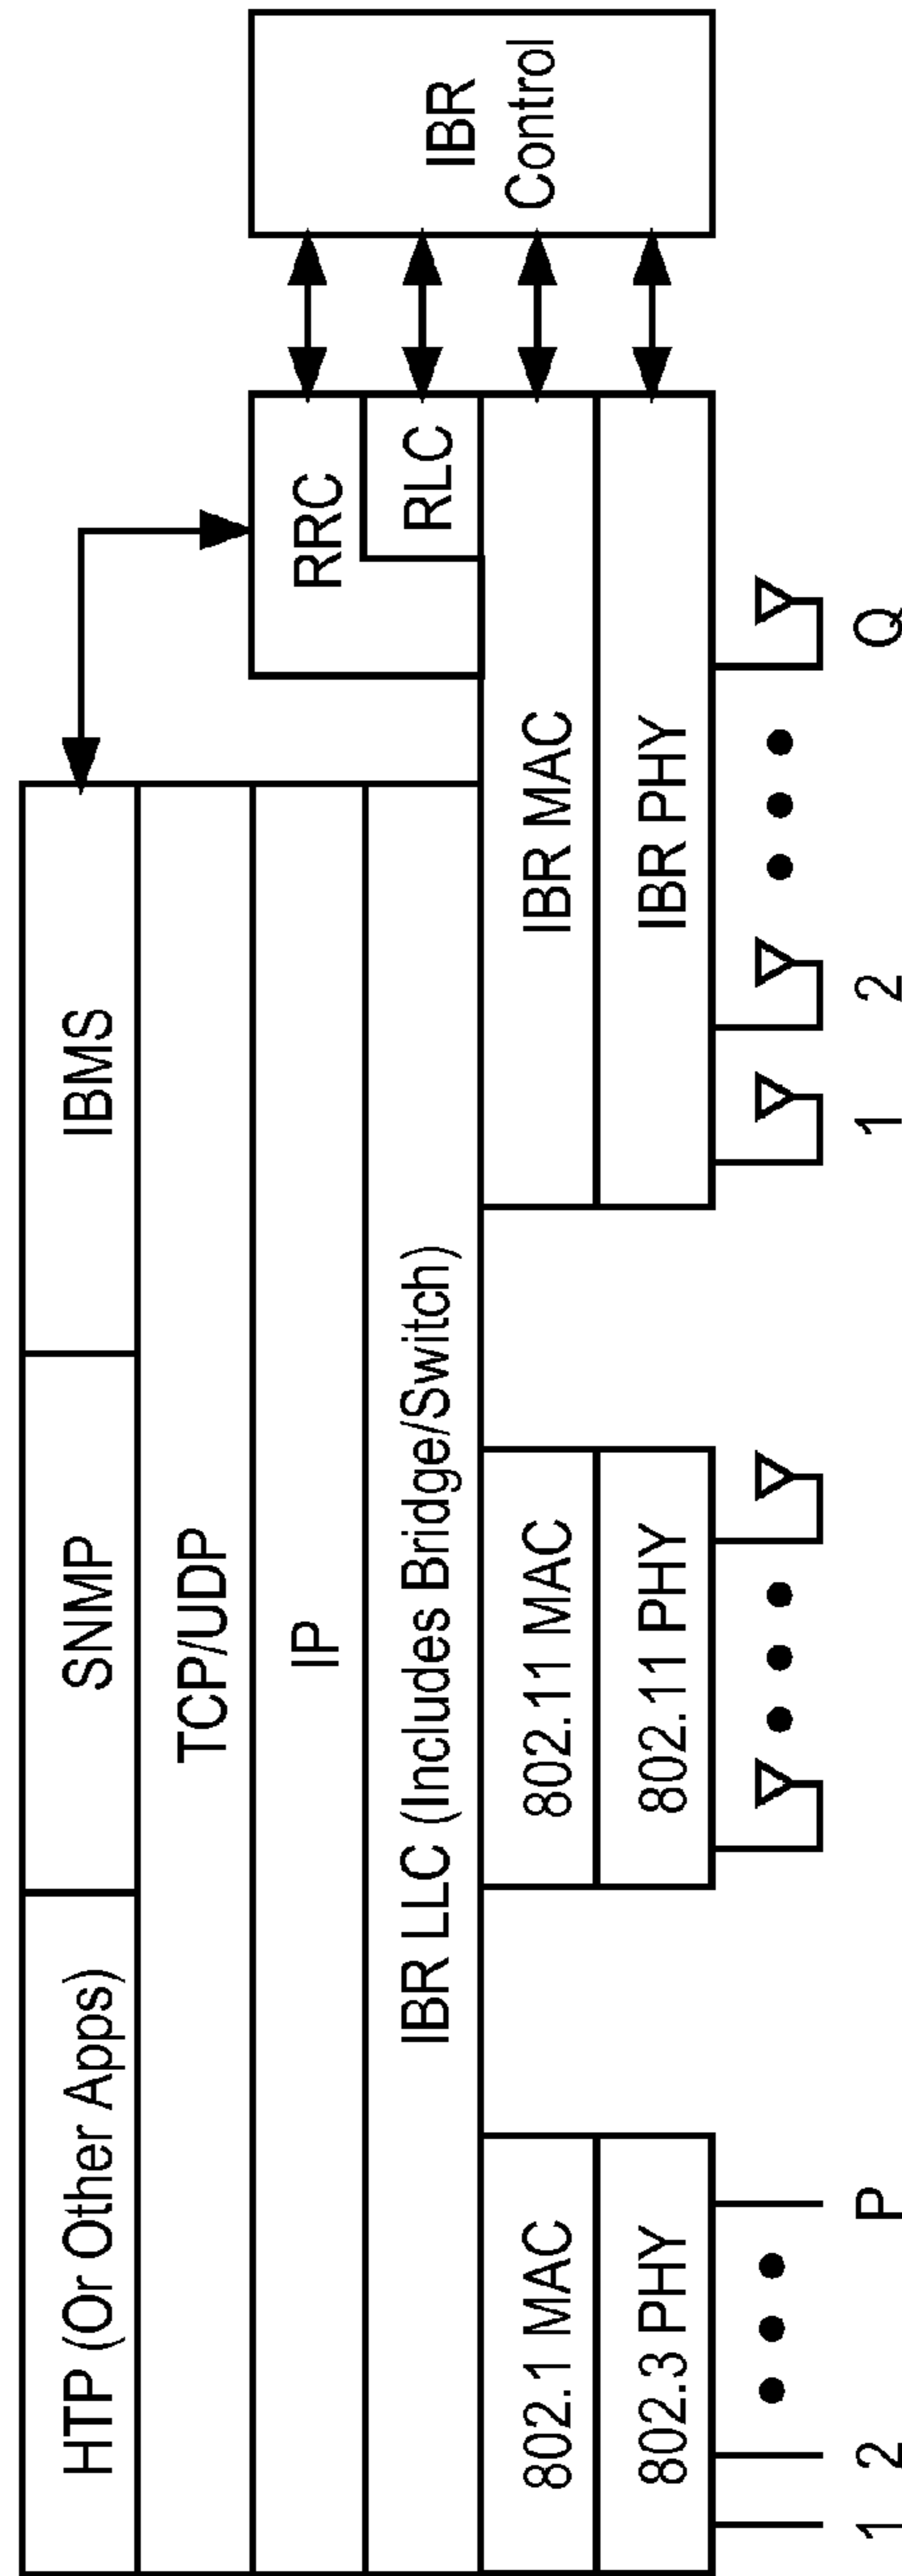 HTP (Or Other Apps)
SNMP
IBMS
TCP/UDP
IP
RRC
IBR
Control
IBR LLC (Includes Bridge/Switch)
RLC
802.1 MAC
802.11 MAC
IBR MAC
802.3 PHY
802.11 PHY
IBR PHY
1
2
P
1
2
Q